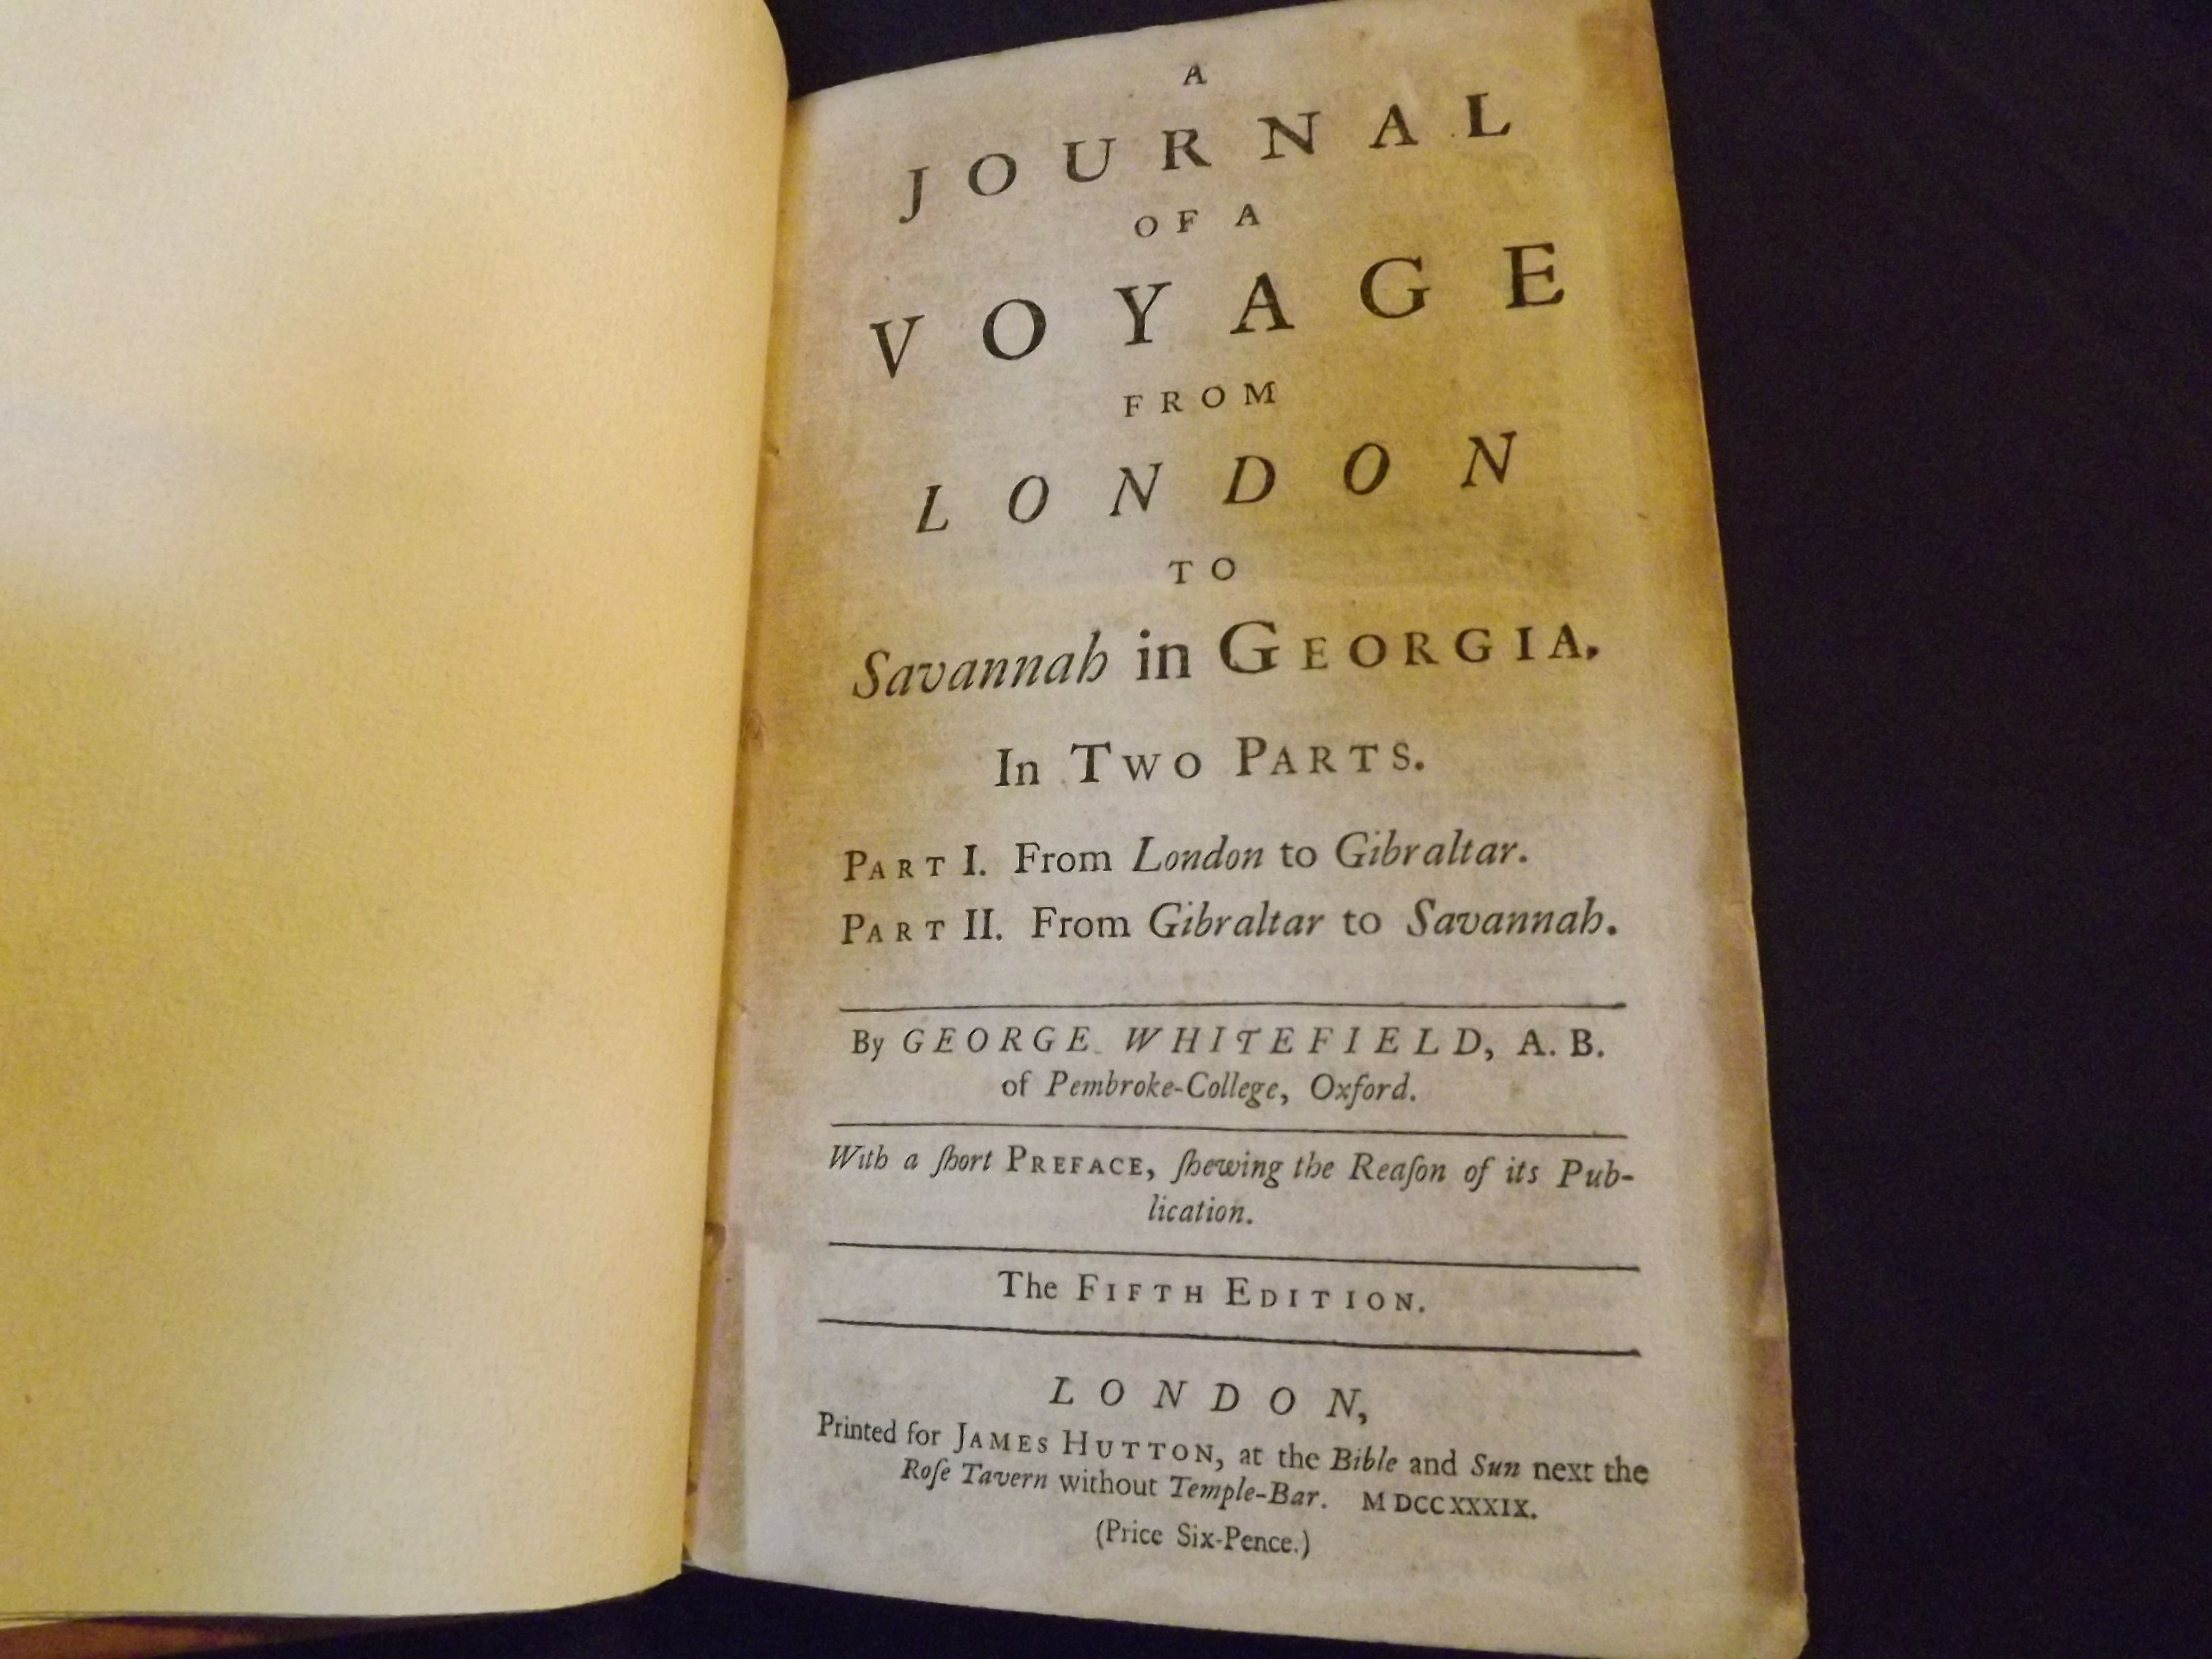 A
JOURNAL
OF A
VOYAGE
FROM
LONDON
TO
Savannah in GEORGIA.
In TWO PARTS.
PART I. From London to Gibraltar.
PART II. From Gibraltar to Savannah.
By GEORGE WHITEFIELD, A. B.
of Pembroke-College, Oxford.
With a ſhort PREFACE, ſhewing the Reaſon of its Pub-
lication.
The FIFTH EDITION.
LONDON,
Printed for JAMES HUTTON, at the Bible and Sun next the
Roſe Tavern without Temple-Bar. MDCCXXXIX.
(Price Six-Pence.)